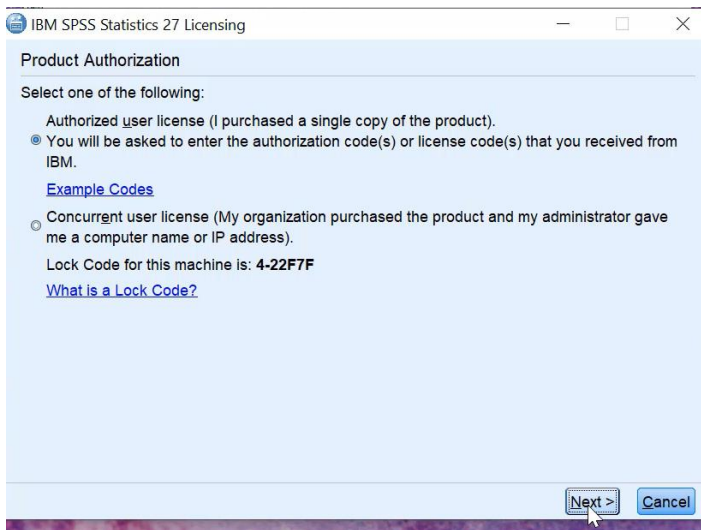 IBM SPSS Statistics 27 Licensing
Product Authorization
Select one of the following:
Authorized user license (I purchased a single copy of the product).
You will be asked to enter the authorization code(s) or license code(s) that you received from
IBM.
Example Codes
Concurrent user license (My organization purchased the product and my administrator gave
me a computer name or IP address).
Lock Code for this machine is: 4-22F7F
What is a Lock Code?
Next >
Cancel